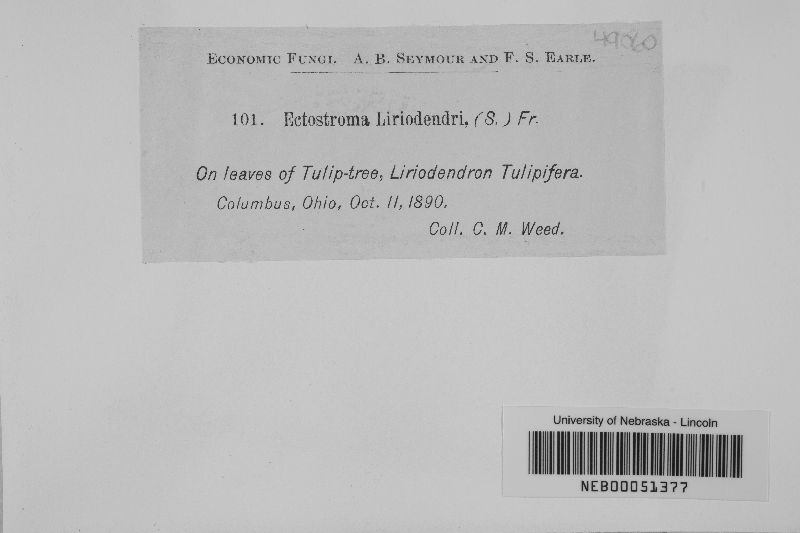 49060
Economic Fungi. A. B. Seymour and F. S. Earle.
101. Ectostroma Liriodendri, (S.) Fr.
On leaves of Tulip-tree, Liriodendron Tulipifera.
Columbus, Ohio, Oct. 11, 1890.
Coll. C. M. Weed.
University of Nebraska - Lincoln
NEB00051377